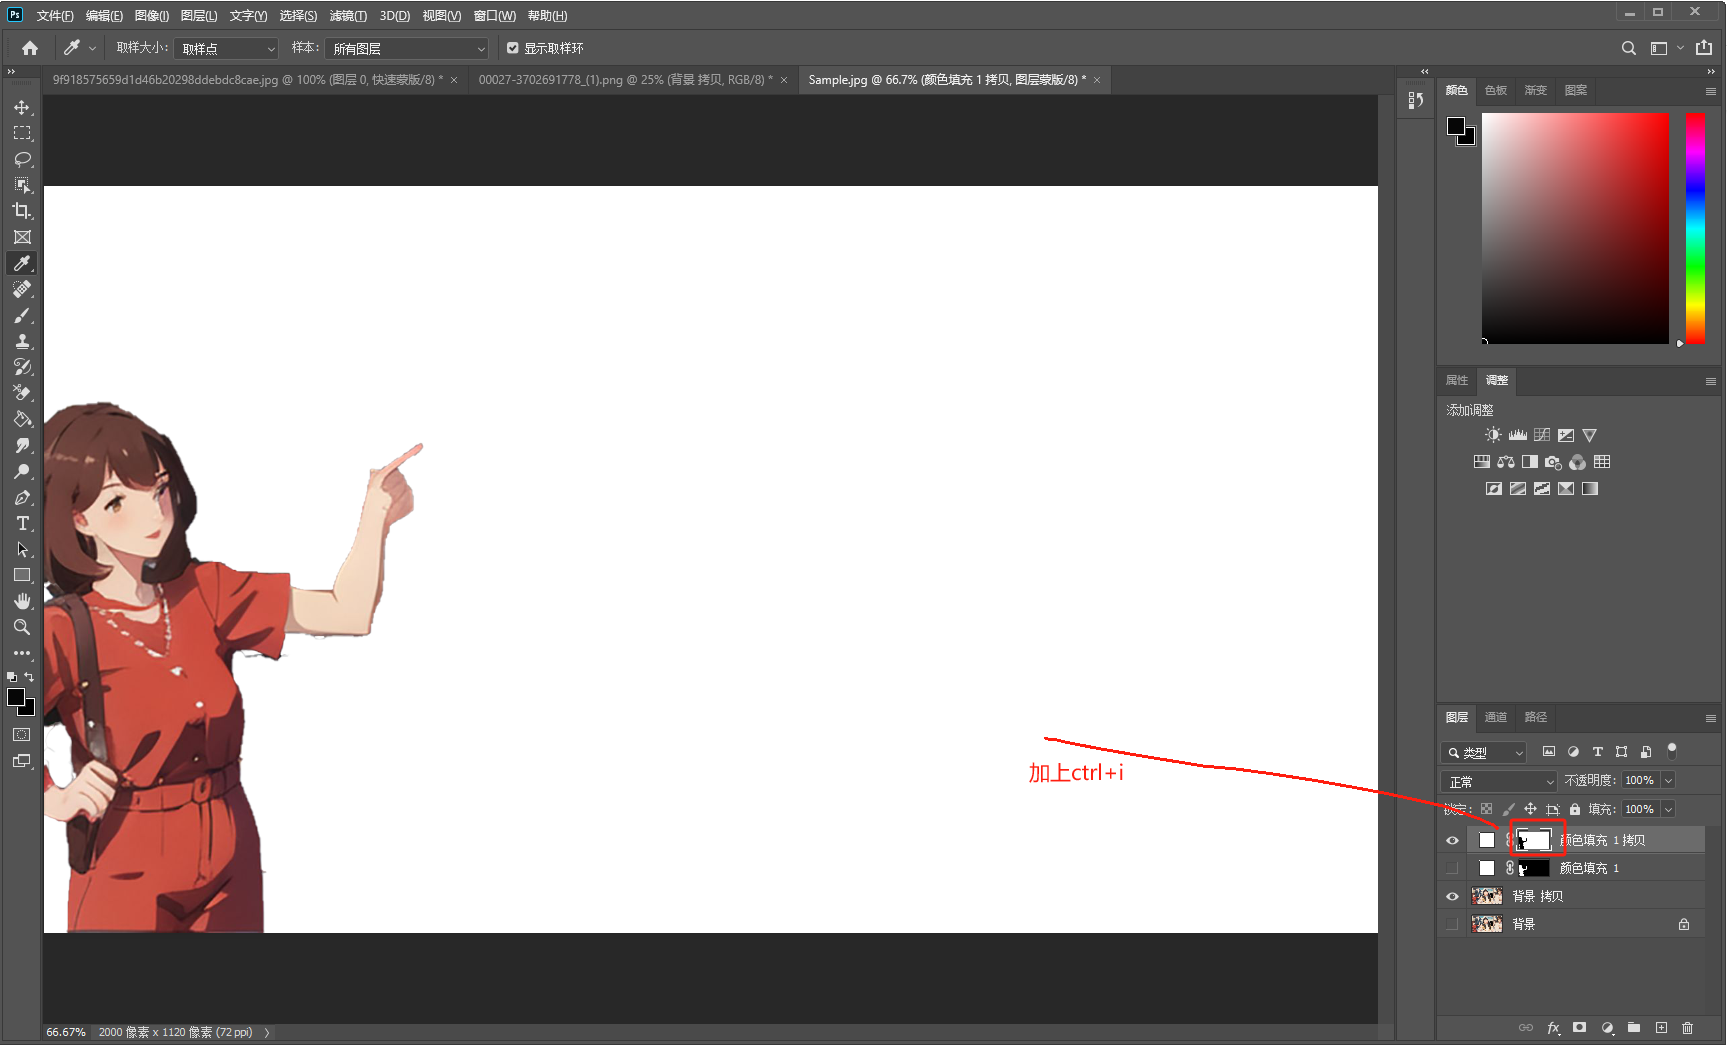 Ps 文件(F) 编辑(E) 图像(I) 图层(L) 文字(Y) 选择(S) 滤镜(T) 3D(D) 视图(V) 窗口(W) 帮助(H)
取样大小: 取样点 样本: 所有图层 显示取样环
9f918575659d1d46b20298ddebdc8cae.jpg @ 100% (图层 0, 快速蒙版/8) * × 00027-3702691778_(1).png @ 25% (背景 拷贝, RGB/8) * × Sample.jpg @ 66.7% (颜色填充 1 拷贝, 图层蒙版/8) * ×
颜色 色板 渐变 图案
属性 调整
添加调整
图层 通道 路径
类型
正常 不透明度: 100%
锁定: 填充: 100%
颜色填充 1 拷贝
颜色填充 1
背景 拷贝
背景
加上ctrl+i
66.67% 2000 像素 x 1120 像素 (72 ppi)
fx